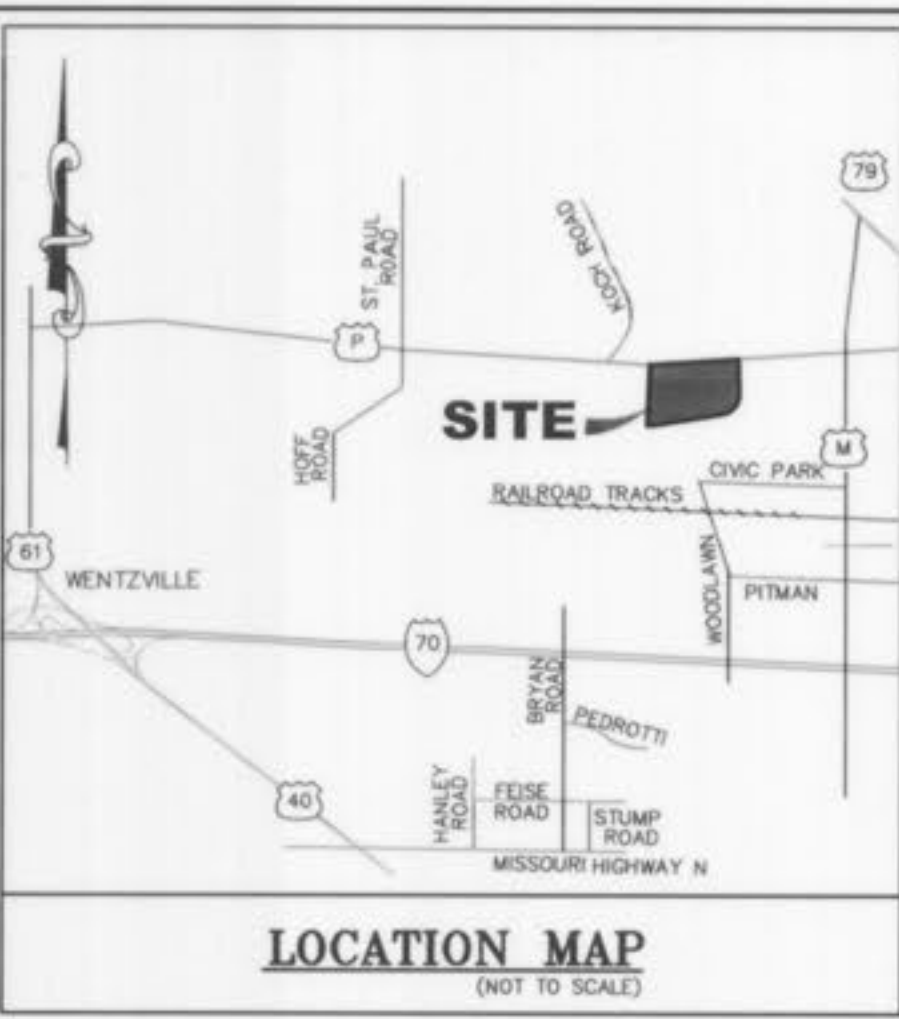 79
ST. PAUL
ROAD
KOCH ROAD
P
SITE
HOFF
ROAD
M
CIVIC PARK
RAILROAD TRACKS
61
WENTZVILLE
WOODLAWN
PITMAN
70
BRYAN
ROAD
PEDROTTI
HANLEY
ROAD
FEISE
ROAD
40
STUMP
ROAD
MISSOURI HIGHWAY N
LOCATION MAP
(NOT TO SCALE)